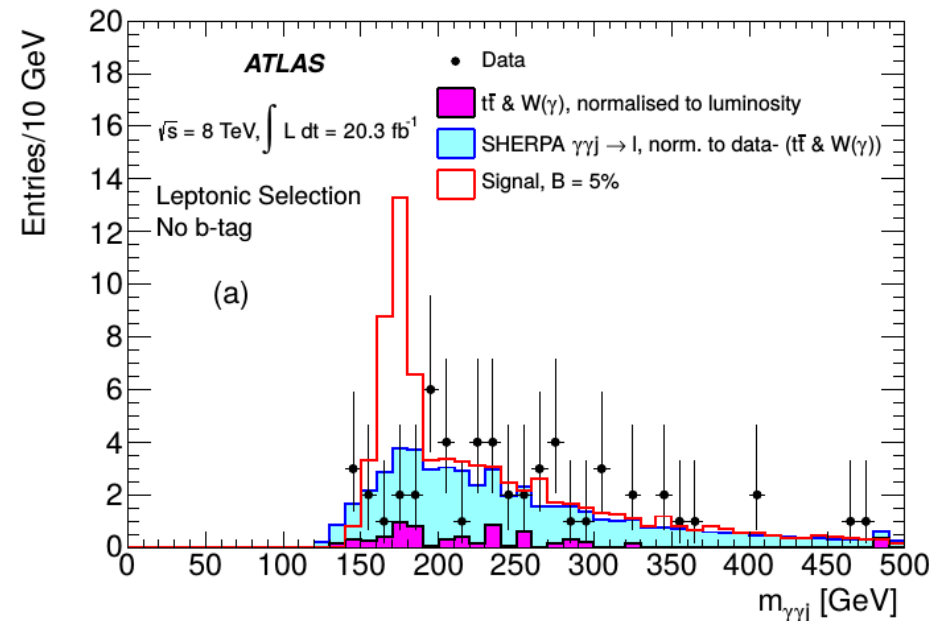 ATLAS
√s = 8 TeV, ∫ L dt = 20.3 fb⁻¹
Leptonic Selection
No b-tag
(a)
Data
tt̄ & W(γ), normalised to luminosity
SHERPA γγj → l, norm. to data- (tt̄ & W(γ))
Signal, B = 5%
Entries/10 GeV
20
18
16
14
12
10
8
6
4
2
0
0 50 100 150 200 250 300 350 400 450 500
m_γγj [GeV]